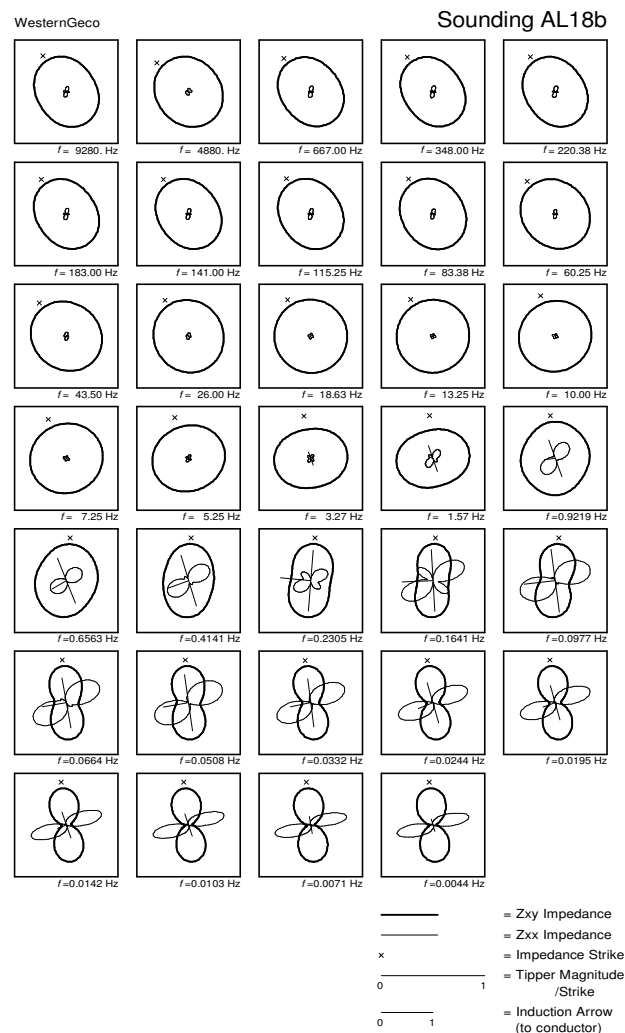 WesternGeco Sounding AL18b
f= 9280. Hz f= 4880. Hz f= 667.00 Hz f= 348.00 Hz f= 220.38 Hz
f= 183.00 Hz f= 141.00 Hz f= 115.25 Hz f= 83.38 Hz f= 60.25 Hz
f= 43.50 Hz f= 26.00 Hz f= 18.63 Hz f= 13.25 Hz f= 10.00 Hz
f= 7.25 Hz f= 5.25 Hz f= 3.27 Hz f= 1.57 Hz f=0.9219 Hz
f=0.6563 Hz f=0.4141 Hz f=0.2305 Hz f=0.1641 Hz f=0.0977 Hz
f=0.0664 Hz f=0.0508 Hz f=0.0332 Hz f=0.0244 Hz f=0.0195 Hz
f=0.0142 Hz f=0.0103 Hz f=0.0071 Hz f=0.0044 Hz
= Zxy Impedance
= Zxx Impedance
× = Impedance Strike
= Tipper Magnitude
0 1 /Strike
= Induction Arrow
0 1 (to conductor)